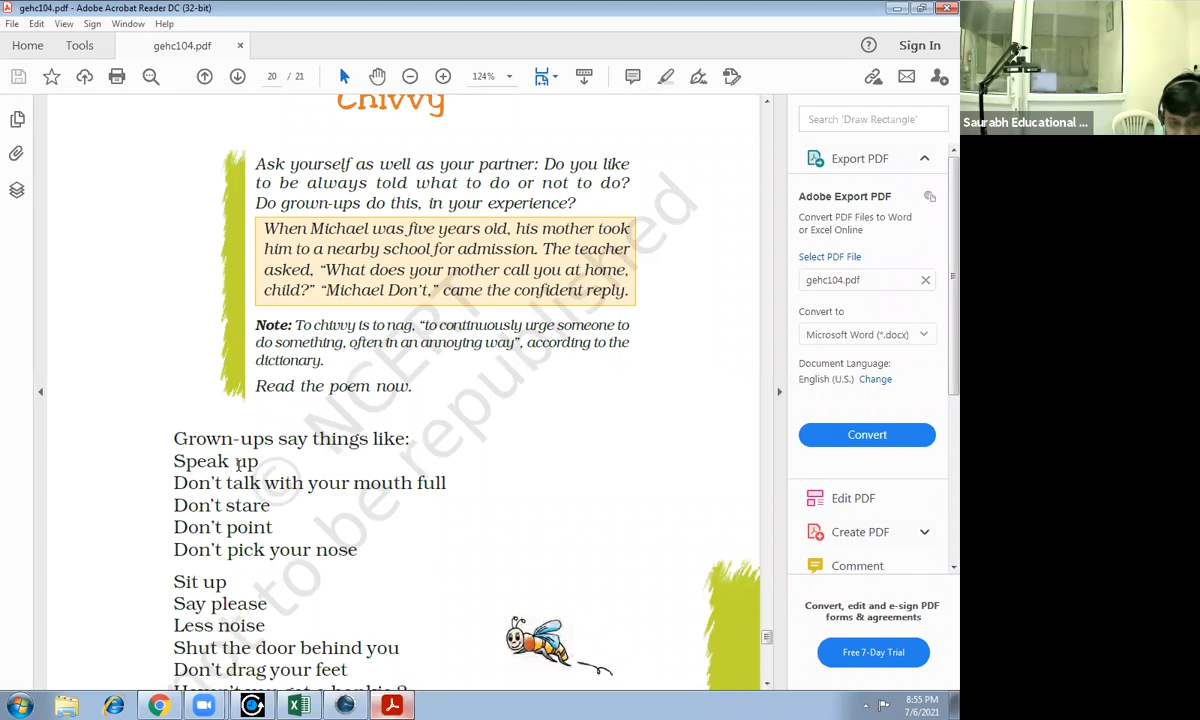 gehc104.pdf - Adobe Acrobat Reader DC (32-bit)
File Edit View Sign Window Help
Home Tools gehc104.pdf × Sign In
20 / 21 124%
Chivvy
Ask yourself as well as your partner: Do you like
to be always told what to do or not to do?
Do grown-ups do this, in your experience?
When Michael was five years old, his mother took
him to a nearby school for admission. The teacher
asked, “What does your mother call you at home,
child?” “Michael Don’t,” came the confident reply.
Note: To chivvy is to nag, “to continuously urge someone to
do something, often in an annoying way”, according to the
dictionary.
Read the poem now.
Grown-ups say things like:
Speak up
Don’t talk with your mouth full
Don’t stare
Don’t point
Don’t pick your nose
Sit up
Say please
Less noise
Shut the door behind you
Don’t drag your feet
Haven’t you got a hankie?
© NCERT
not to be republished
Search 'Draw Rectangle'
Export PDF
Adobe Export PDF
Convert PDF Files to Word
or Excel Online
Select PDF File
gehc104.pdf
Convert to
Microsoft Word (*.docx)
Document Language:
English (U.S.) Change
Convert
Edit PDF
Create PDF
Comment
Convert, edit and e-sign PDF
forms & agreements
Free 7-Day Trial
Saurabh Educational ...
8:55 PM
7/6/2021